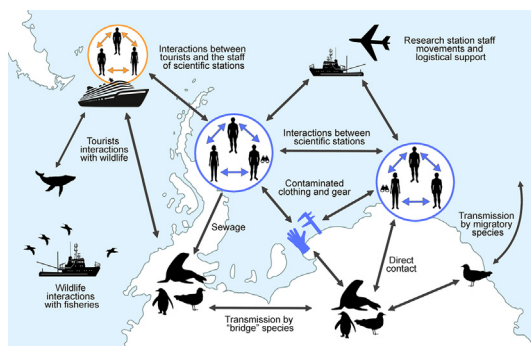 Interactions between
tourists and the staff
of scientific stations
Research station staff
movements and
logistical support
Tourists
interactions
with wildlife
Interactions between
scientific stations
Contaminated
clothing and gear
Sewage
Transmission
by migratory
species
Direct
contact
Wildlife
interactions
with fisheries
Transmission by
"bridge" species